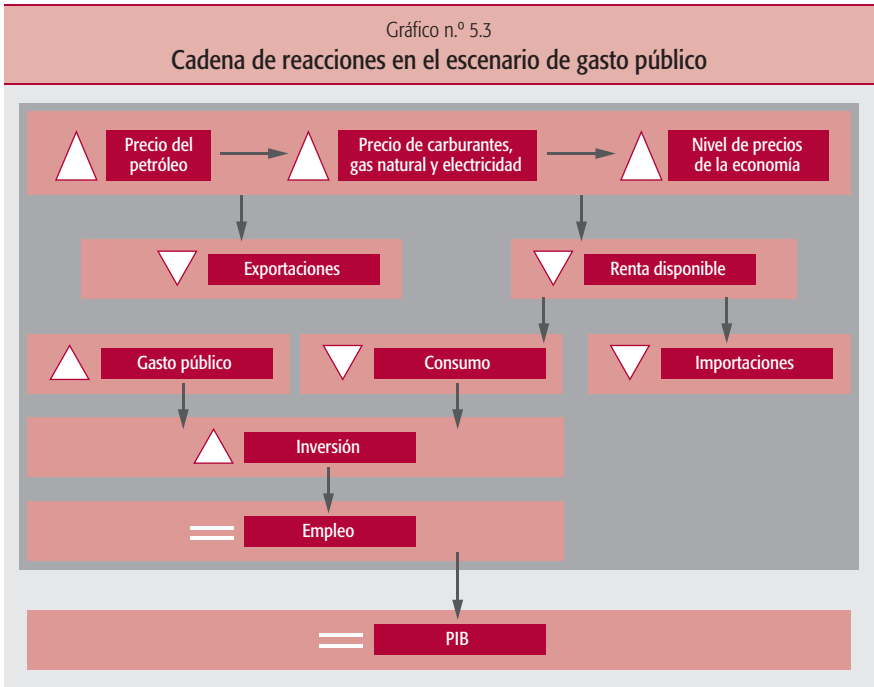 Gráfico n.º 5.3
Cadena de reacciones en el escenario de gasto público
Precio del
petróleo
Precio de carburantes,
gas natural y electricidad
Nivel de precios
de la economía
Exportaciones
Renta disponible
Gasto público
Consumo
Importaciones
Inversión
Empleo
PIB